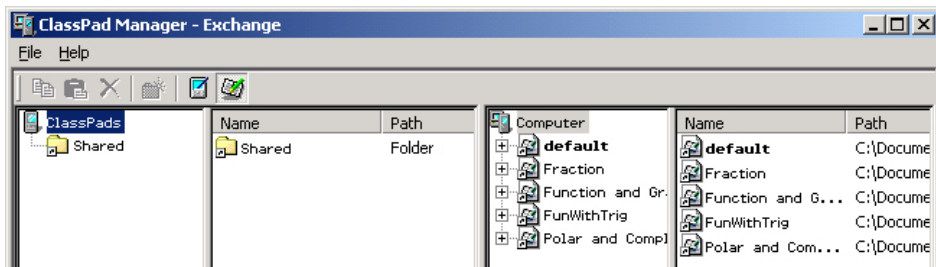 ClassPad Manager - Exchange
File Help
ClassPads
Shared
Name Path
Shared Folder
Computer
default
Fraction
Function and Gr.
FunWithTrig
Polar and Compl
Name Path
default C:\Docume
Fraction C:\Docume
Function and G... C:\Docume
FunWithTrig C:\Docume
Polar and Com... C:\Docume